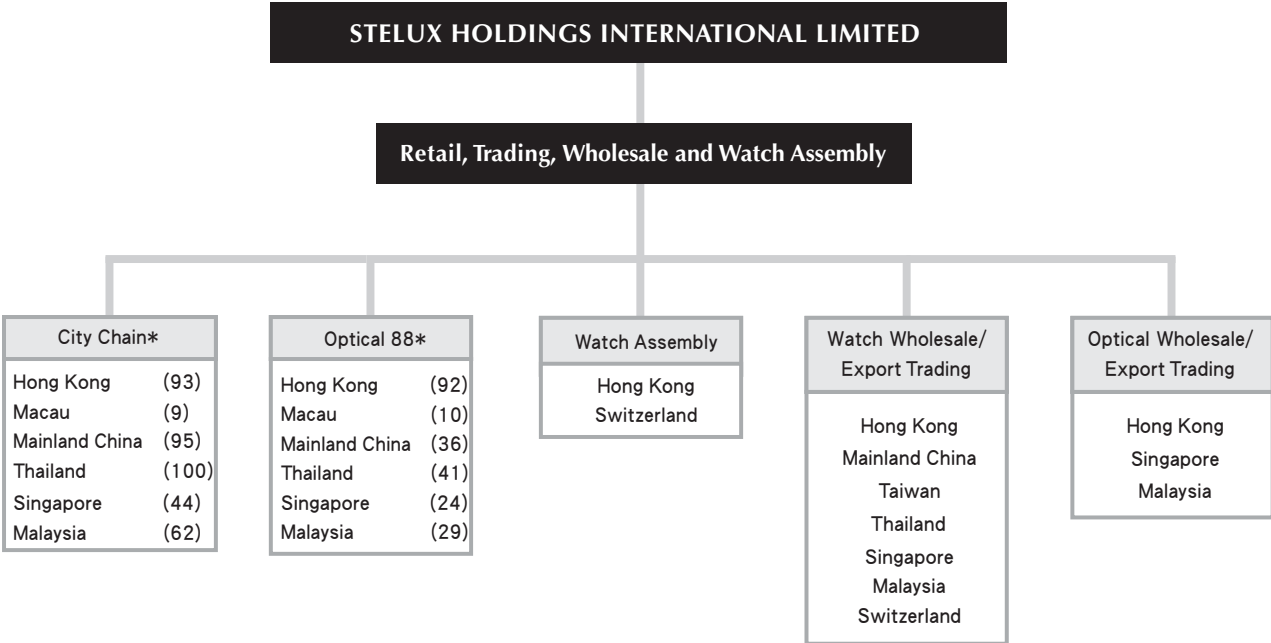 STELUX HOLDINGS INTERNATIONAL LIMITED
Retail, Trading, Wholesale and Watch Assembly
City Chain*
Hong Kong (93)
Macau (9)
Mainland China (95)
Thailand (100)
Singapore (44)
Malaysia (62)
Optical 88*
Hong Kong (92)
Macau (10)
Mainland China (36)
Thailand (41)
Singapore (24)
Malaysia (29)
Watch Assembly
Hong Kong
Switzerland
Watch Wholesale/
Export Trading
Hong Kong
Mainland China
Taiwan
Thailand
Singapore
Malaysia
Switzerland
Optical Wholesale/
Export Trading
Hong Kong
Singapore
Malaysia